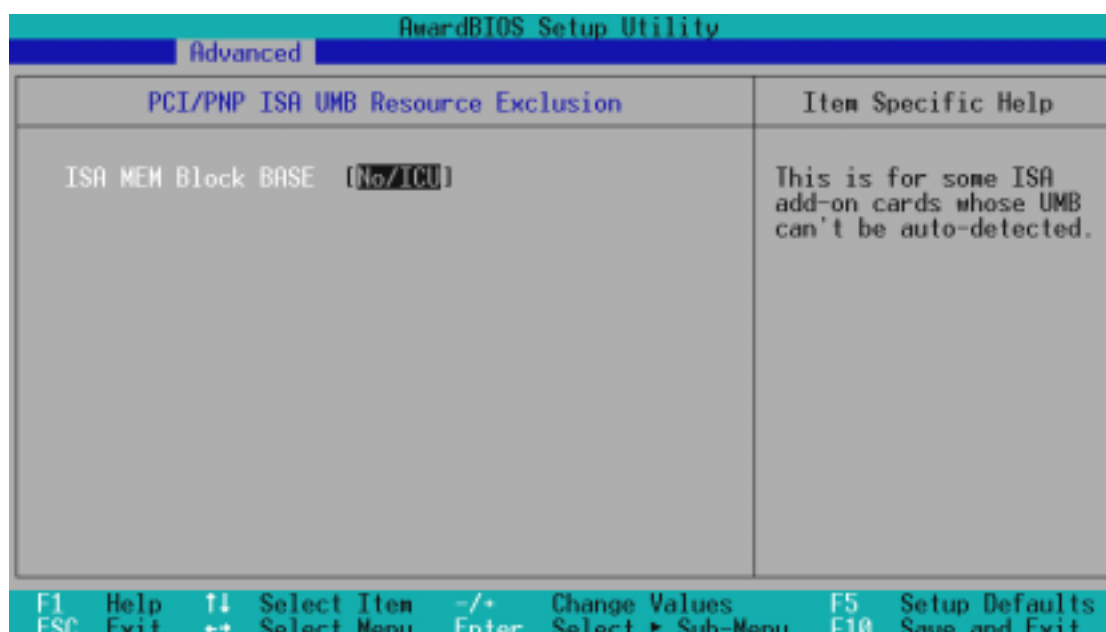 AwardBIOS Setup Utility
Advanced
PCI/PNP ISA UMB Resource Exclusion
Item Specific Help
ISA MEM Block BASE [No/ICU]
This is for some ISA
add-on cards whose UMB
can't be auto-detected.
F1 Help ↑↓ Select Item -/+ Change Values F5 Setup Defaults
ESC Exit ←→ Select Menu Enter Select ► Sub-Menu F10 Save and Exit